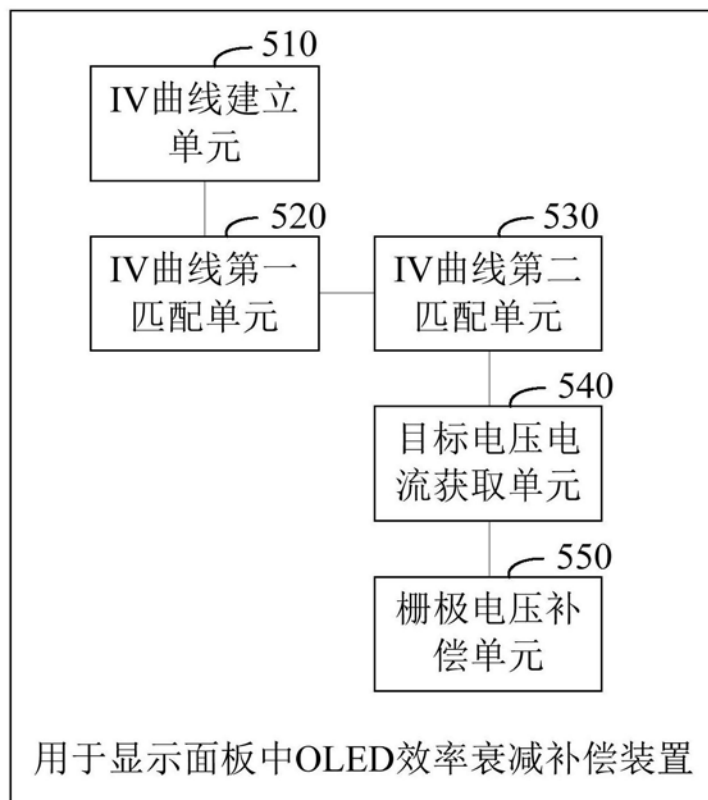 510
IV曲线建立
单元
520
IV曲线第一
匹配单元
530
IV曲线第二
匹配单元
540
目标电压电
流获取单元
550
栅极电压补
偿单元
用于显示面板中OLED效率衰减补偿装置